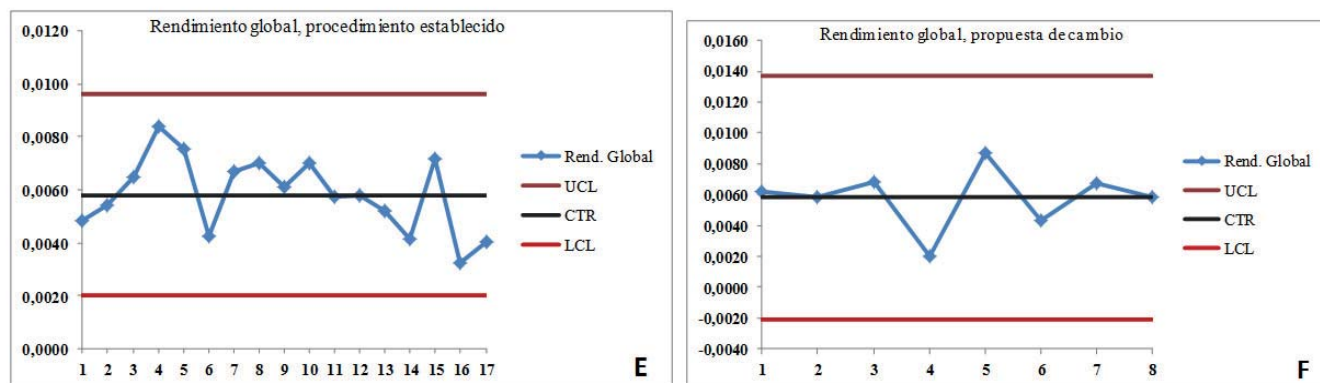 Rendimiento global, procedimiento establecido
0,0120
0,0100
0,0080
0,0060
0,0040
0,0020
0,0000
1 2 3 4 5 6 7 8 9 10 11 12 13 14 15 16 17
Rend. Global
UCL
CTR
LCL
E
Rendimiento global, propuesta de cambio
0,0160
0,0140
0,0120
0,0100
0,0080
0,0060
0,0040
0,0020
0,0000
-0,0020
-0,0040
1 2 3 4 5 6 7 8
Rend. Global
UCL
CTR
LCL
F